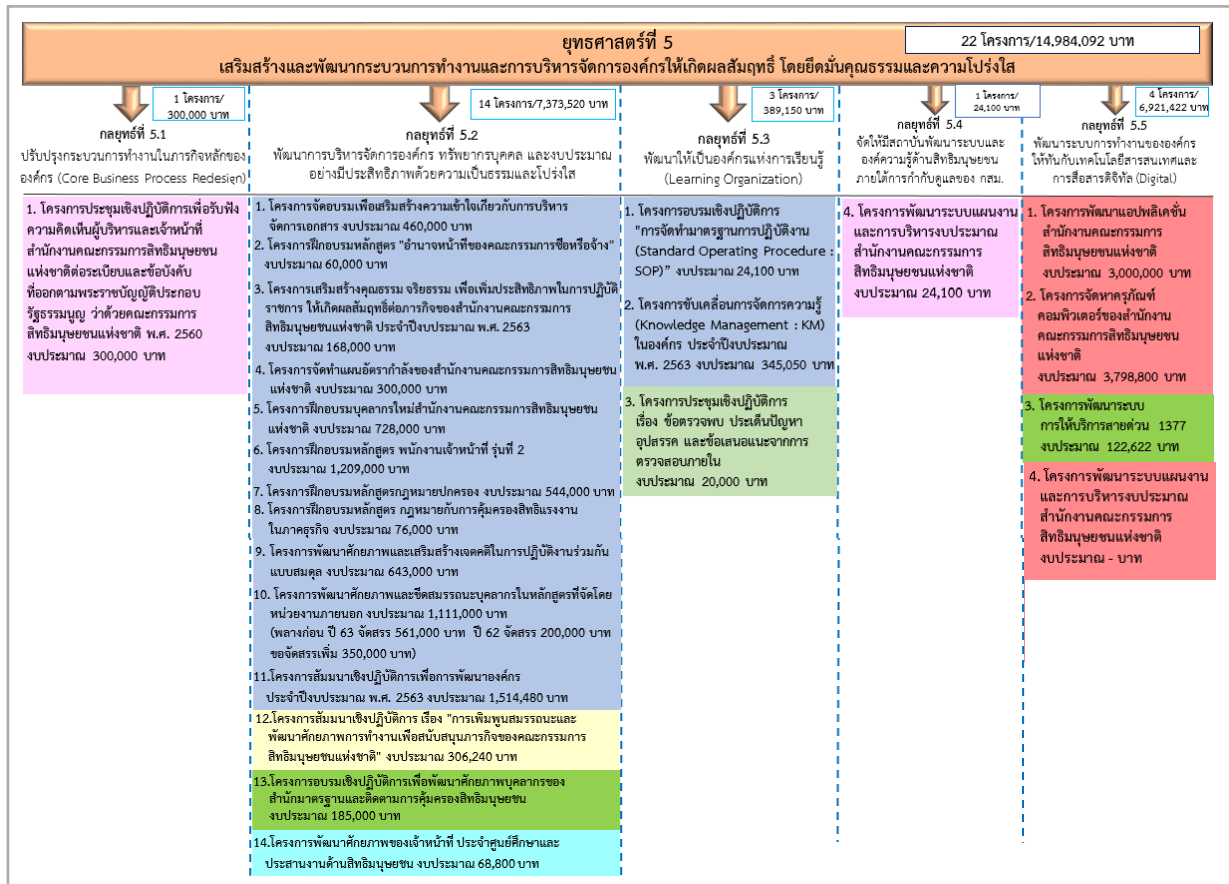 ยุทธศาสตร์ที่ 5
22 โครงการ/14,984,092 บาท
เสริมสร้างและพัฒนากระบวนการทำงานและการบริหารจัดการองค์กรให้เกิดผลสัมฤทธิ์ โดยยึดมั่นคุณธรรมและความโปร่งใส
1 โครงการ/
300,000 บาท
กลยุทธ์ที่ 5.1
ปรับปรุงกระบวนการทำงานในภารกิจหลักของ
องค์กร (Core Business Process Redesign)
1. โครงการประชุมเชิงปฏิบัติการเพื่อรับฟัง
ความคิดเห็นผู้บริหารและเจ้าหน้าที่
สำนักงานคณะกรรมการสิทธิมนุษยชน
แห่งชาติต่อระเบียบและข้อบังคับ
ที่ออกตามพระราชบัญญัติประกอบ
รัฐธรรมนูญ ว่าด้วยคณะกรรมการ
สิทธิมนุษยชนแห่งชาติ พ.ศ. 2560
งบประมาณ 300,000 บาท
14 โครงการ/7,373,520 บาท
กลยุทธ์ที่ 5.2
พัฒนาการบริหารจัดการองค์กร ทรัพยากรบุคคล และงบประมาณ
อย่างมีประสิทธิภาพด้วยความเป็นธรรมและโปร่งใส
1. โครงการจัดอบรมเพื่อเสริมสร้างความเข้าใจเกี่ยวกับการบริหาร
จัดการเอกสาร งบประมาณ 460,000 บาท
2. โครงการฝึกอบรมหลักสูตร "อำนาจหน้าที่ของคณะกรรมการซื้อหรือจ้าง"
งบประมาณ 60,000 บาท
3. โครงการเสริมสร้างคุณธรรม จริยธรรม เพื่อเพิ่มประสิทธิภาพในการปฏิบัติ
ราชการ ให้เกิดผลสัมฤทธิ์ต่อภารกิจของสำนักงานคณะกรรมการ
สิทธิมนุษยชนแห่งชาติ ประจำปีงบประมาณ พ.ศ. 2563
งบประมาณ 168,000 บาท
4. โครงการจัดทำแผนอัตรากำลังของสำนักงานคณะกรรมการสิทธิมนุษยชน
แห่งชาติ งบประมาณ 300,000 บาท
5. โครงการฝึกอบรมบุคลากรใหม่สำนักงานคณะกรรมการสิทธิมนุษยชน
แห่งชาติ งบประมาณ 728,000 บาท
6. โครงการฝึกอบรมหลักสูตร พนักงานเจ้าหน้าที่ รุ่นที่ 2
งบประมาณ 1,209,000 บาท
7. โครงการฝึกอบรมหลักสูตรกฎหมายปกครอง งบประมาณ 544,000 บาท
8. โครงการฝึกอบรมหลักสูตร กฎหมายกับการคุ้มครองสิทธิแรงงาน
ในภาคธุรกิจ งบประมาณ 76,000 บาท
9. โครงการพัฒนาศักยภาพและเสริมสร้างเจตคติในการปฏิบัติงานร่วมกัน
แบบสมดุล งบประมาณ 643,000 บาท
10. โครงการพัฒนาศักยภาพและขีดสมรรถนะบุคลากรในหลักสูตรที่จัดโดย
หน่วยงานภายนอก งบประมาณ 1,111,000 บาท
(พลางก่อน ปี 63 จัดสรร 561,000 บาท ปี 62 จัดสรร 200,000 บาท
ขอจัดสรรเพิ่ม 350,000 บาท)
11.โครงการสัมมนาเชิงปฏิบัติการเพื่อการพัฒนาองค์กร
ประจำปีงบประมาณ พ.ศ. 2563 งบประมาณ 1,514,480 บาท
12.โครงการสัมมนาเชิงปฏิบัติการ เรื่อง "การเพิ่มพูนสมรรถนะและ
พัฒนาศักยภาพการทำงานเพื่อสนับสนุนภารกิจของคณะกรรมการ
สิทธิมนุษยชนแห่งชาติ" งบประมาณ 306,240 บาท
13.โครงการอบรมเชิงปฏิบัติการเพื่อพัฒนาศักยภาพบุคลากรของ
สำนักมาตรฐานและติดตามการคุ้มครองสิทธิมนุษยชน
งบประมาณ 185,000 บาท
14.โครงการพัฒนาศักยภาพของเจ้าหน้าที่ ประจำศูนย์ศึกษาและ
ประสานงานด้านสิทธิมนุษยชน งบประมาณ 68,800 บาท
3 โครงการ/
389,150 บาท
กลยุทธ์ที่ 5.3
พัฒนาให้เป็นองค์กรแห่งการเรียนรู้
(Learning Organization)
1. โครงการอบรมเชิงปฏิบัติการ
"การจัดทำมาตรฐานการปฏิบัติงาน
(Standard Operating Procedure :
SOP)” งบประมาณ 24,100 บาท
2. โครงการขับเคลื่อนการจัดการความรู้
(Knowledge Management : KM)
ในองค์กร ประจำปีงบประมาณ
พ.ศ. 2563 งบประมาณ 345,050 บาท
3. โครงการประชุมเชิงปฏิบัติการ
เรื่อง ข้อตรวจพบ ประเด็นปัญหา
อุปสรรค และข้อเสนอแนะจากการ
ตรวจสอบภายใน
งบประมาณ 20,000 บาท
1 โครงการ/
24,100 บาท
กลยุทธ์ที่ 5.4
จัดให้มีสถาบันพัฒนาระบบและ
องค์ความรู้ด้านสิทธิมนุษยชน
ภายใต้การกำกับดูแลของ กสม.
4. โครงการพัฒนาระบบแผนงาน
และการบริหารงบประมาณ
สำนักงานคณะกรรมการ
สิทธิมนุษยชนแห่งชาติ
งบประมาณ 24,100 บาท
4 โครงการ/
6,921,422 บาท
กลยุทธ์ที่ 5.5
พัฒนาระบบการทำงานขององค์กร
ให้ทันกับเทคโนโลยีสารสนเทศและ
การสื่อสารดิจิทัล (Digital)
1. โครงการพัฒนาแอปพลิเคชั่น
สำนักงานคณะกรรมการ
สิทธิมนุษยชนแห่งชาติ
งบประมาณ 3,000,000 บาท
2. โครงการจัดหาครุภัณฑ์
คอมพิวเตอร์ของสำนักงาน
คณะกรรมการสิทธิมนุษยชน
แห่งชาติ
งบประมาณ 3,798,800 บาท
3. โครงการพัฒนาระบบ
การให้บริการสายด่วน 1377
งบประมาณ 122,622 บาท
4. โครงการพัฒนาระบบแผนงาน
และการบริหารงบประมาณ
สำนักงานคณะกรรมการ
สิทธิมนุษยชนแห่งชาติ
งบประมาณ - บาท